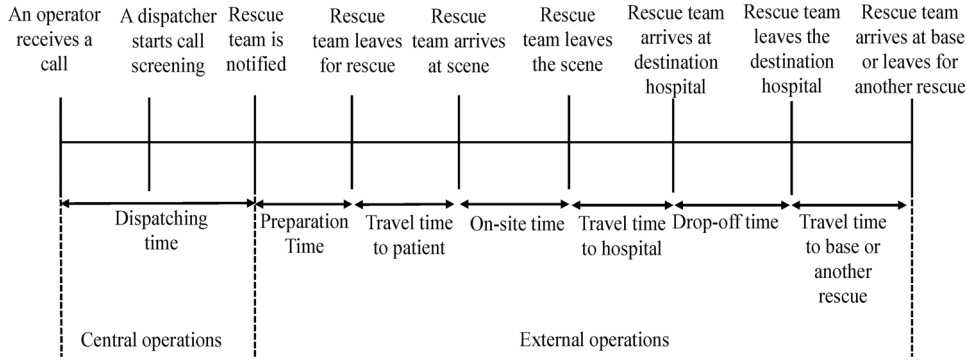 An operator
receives a
call
A dispatcher
starts call
screening
Rescue
team is
notified
Rescue
team leaves
for rescue
Rescue
team arrives
at scene
Rescue
team leaves
the scene
Rescue team
arrives at
destination
hospital
Rescue team
leaves the
destination
hospital
Rescue team
arrives at base
or leaves for
another rescue
Dispatching
time
Preparation
Time
Travel time
to patient
On-site time
Travel time
to hospital
Drop-off time
Travel time
to base or
another
rescue
Central operations
External operations